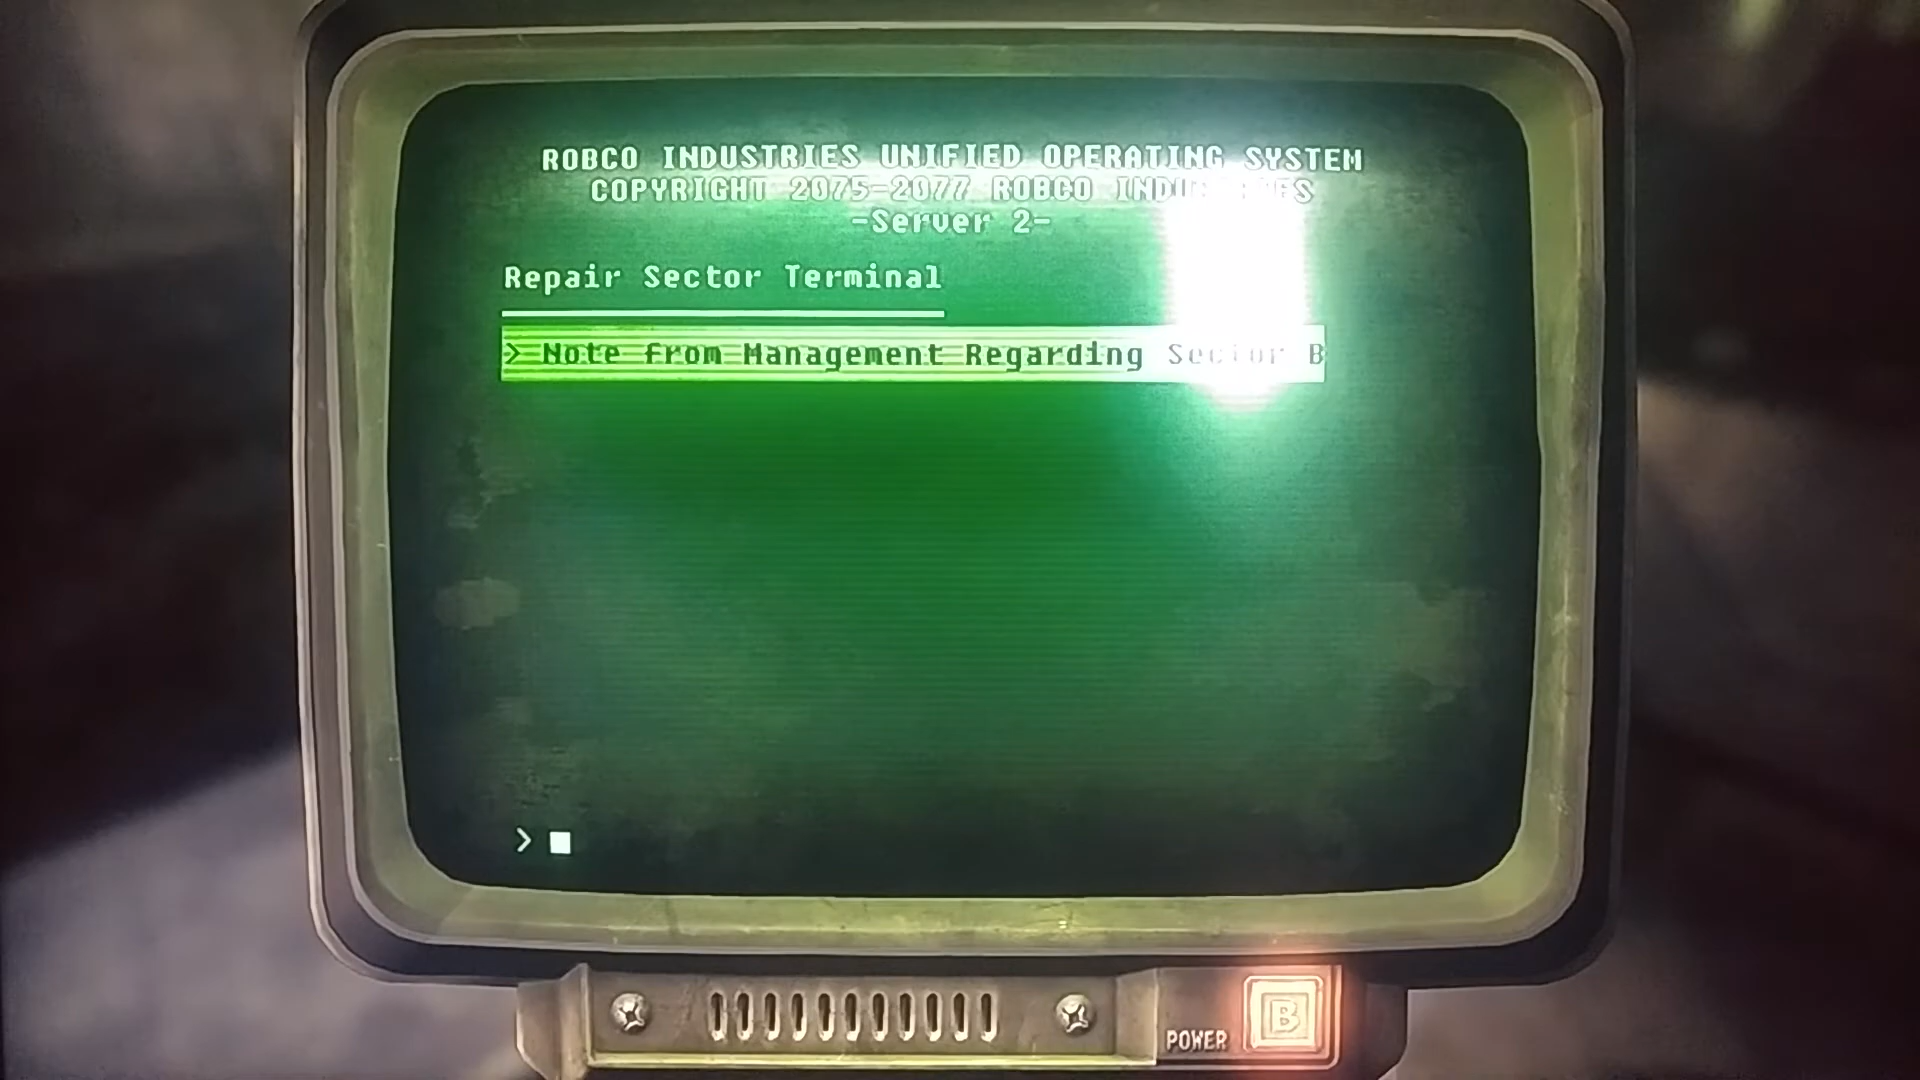 ROBCO INDUSTRIES UNIFIED OPERATING SYSTEM
COPYRIGHT 2075-2077 ROBCO INDUSTRIES
-Server 2-
Repair Sector Terminal
> Note from Management Regarding Sector B
>
POWER
B